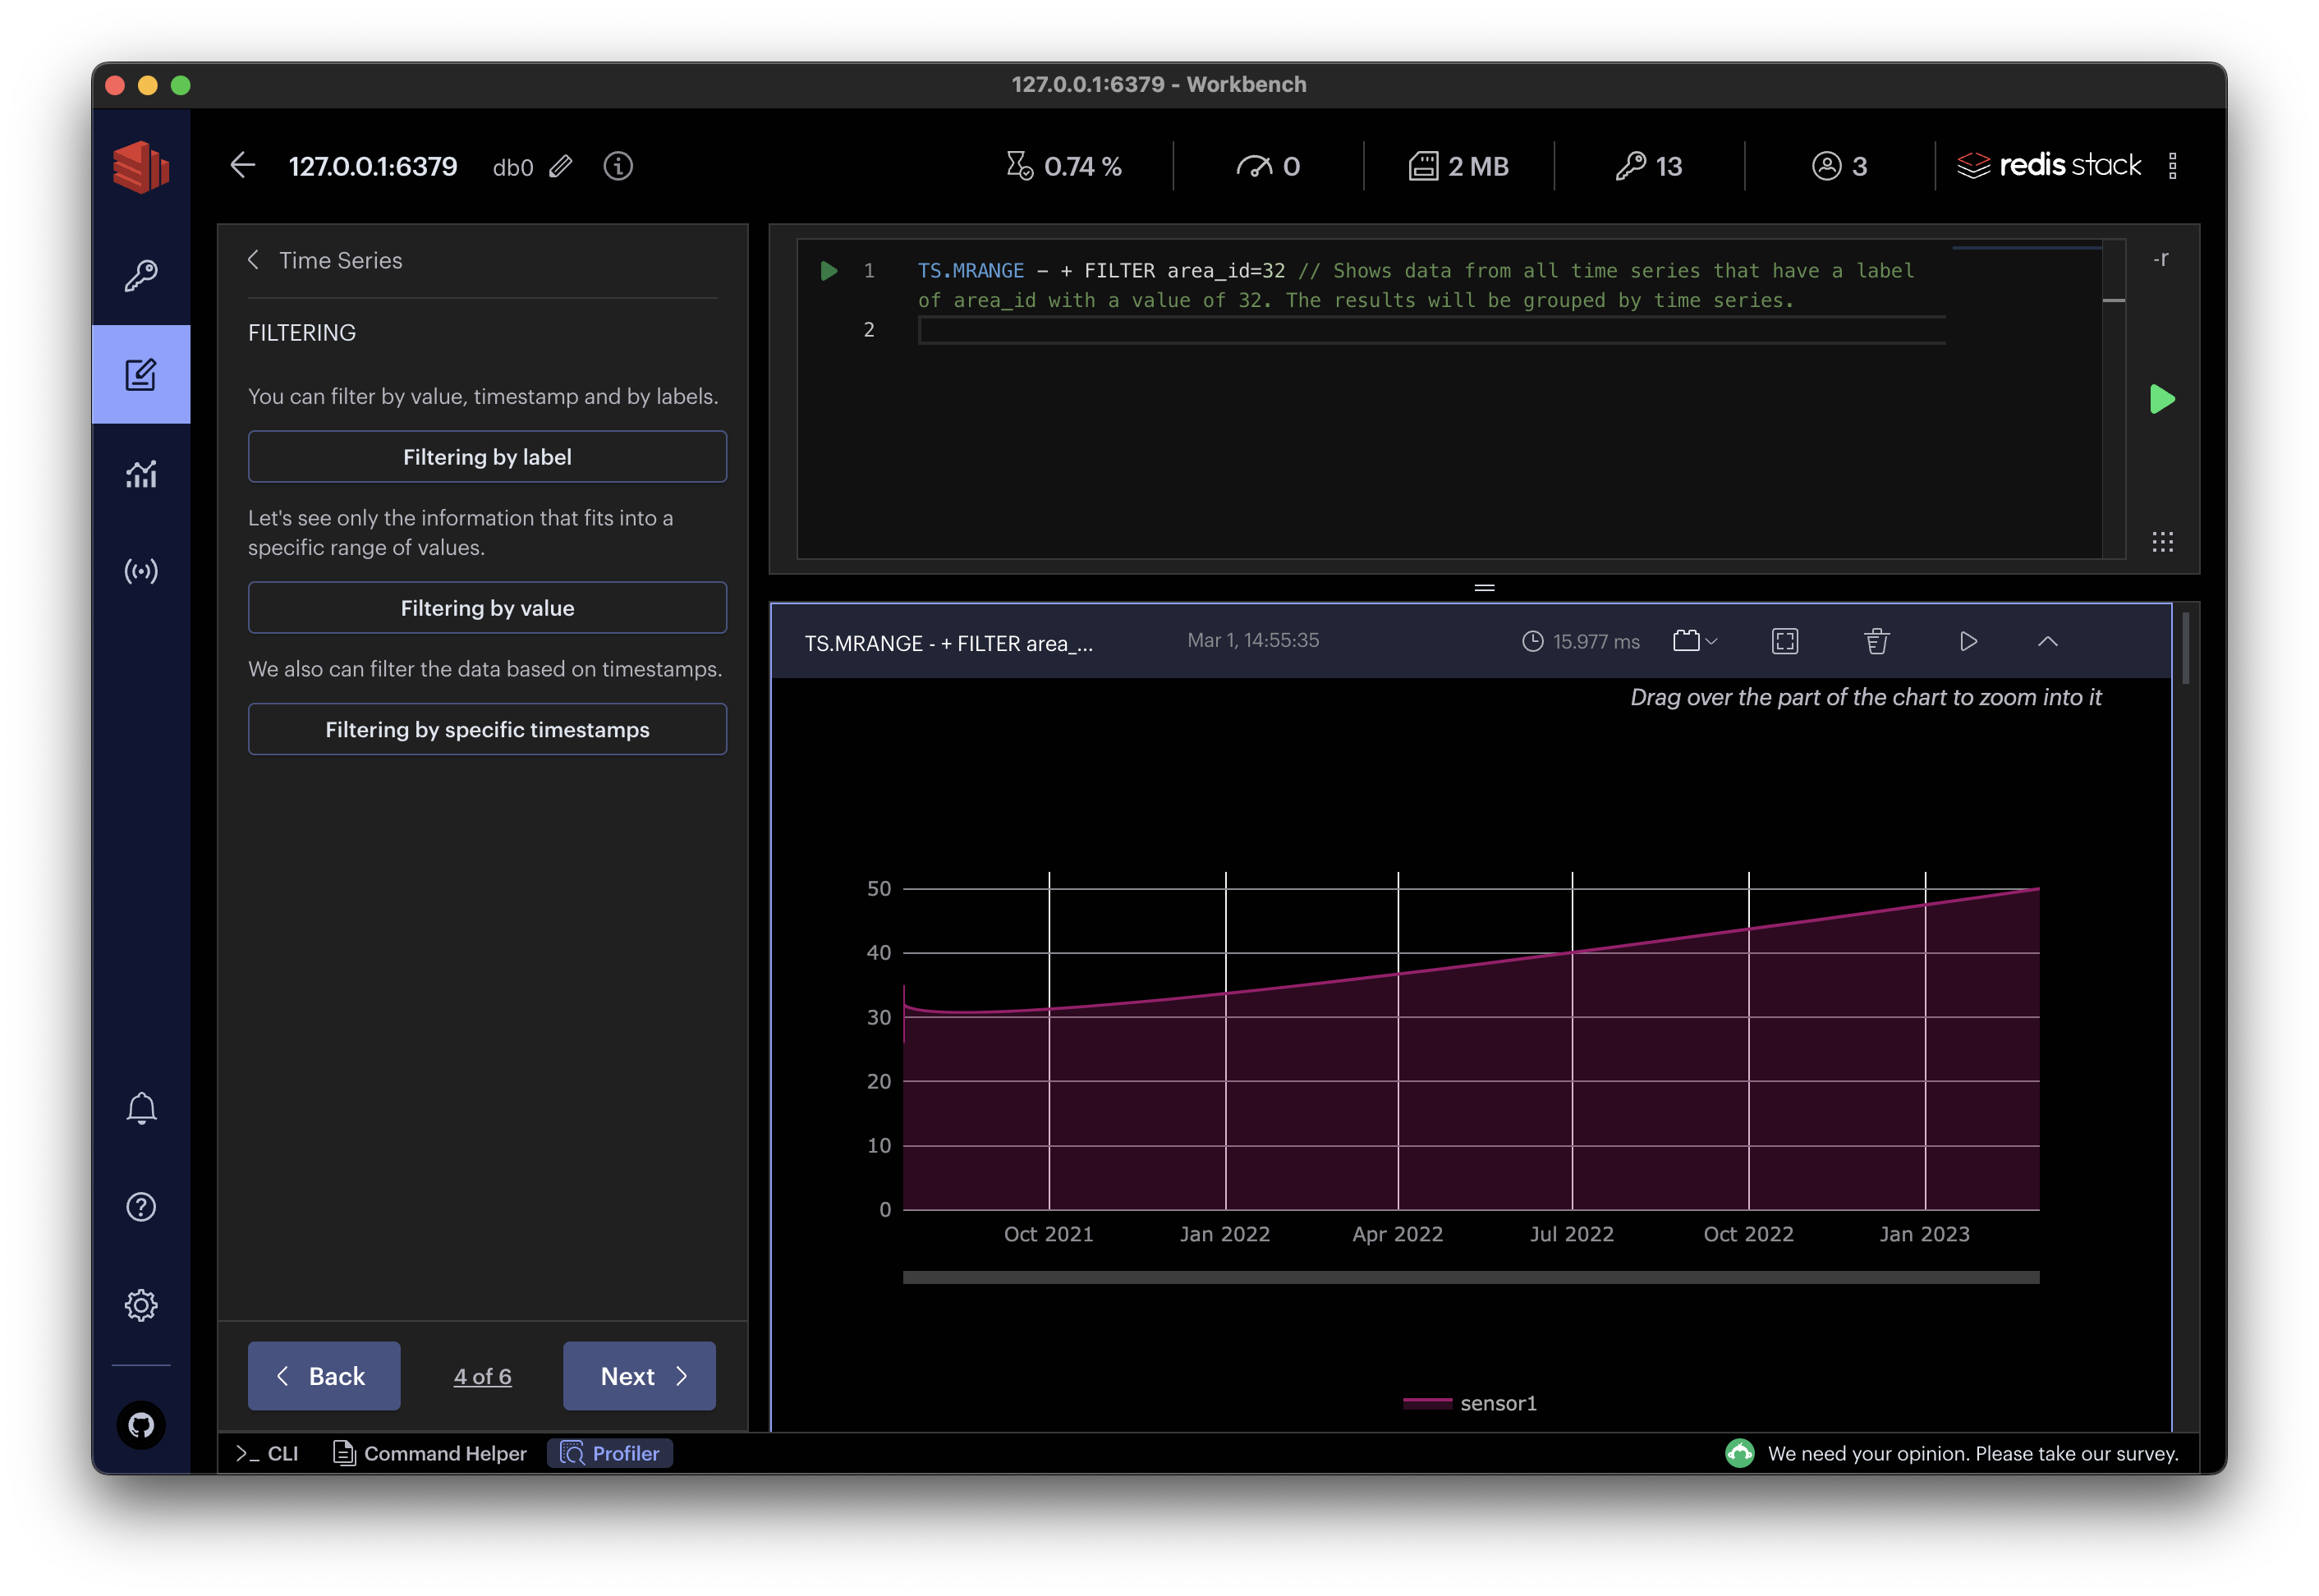 127.0.0.1:6379 - Workbench
127.0.0.1:6379 db0 0.74 % 0 2 MB 13 3 redis stack
Time Series
FILTERING
You can filter by value, timestamp and by labels.
Filtering by label
Let's see only the information that fits into a
specific range of values.
Filtering by value
We also can filter the data based on timestamps.
Filtering by specific timestamps
Back 4 of 6 Next
1 TS.MRANGE - + FILTER area_id=32 // Shows data from all time series that have a label
of area_id with a value of 32. The results will be grouped by time series.
2
-r
TS.MRANGE - + FILTER area_... Mar 1, 14:55:35 15.977 ms
Drag over the part of the chart to zoom into it
50
40
30
20
10
0
Oct 2021 Jan 2022 Apr 2022 Jul 2022 Oct 2022 Jan 2023
sensor1
>_ CLI Command Helper Profiler We need your opinion. Please take our survey.